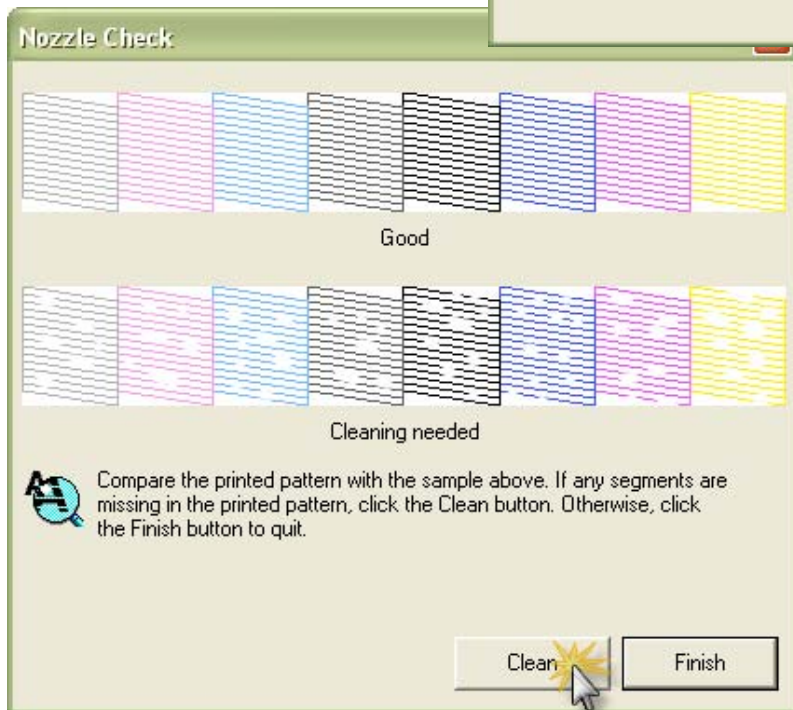 Nozzle Check
Good
Cleaning needed
Compare the printed pattern with the sample above. If any segments are
missing in the printed pattern, click the Clean button. Otherwise, click
the Finish button to quit.
Clean
Finish